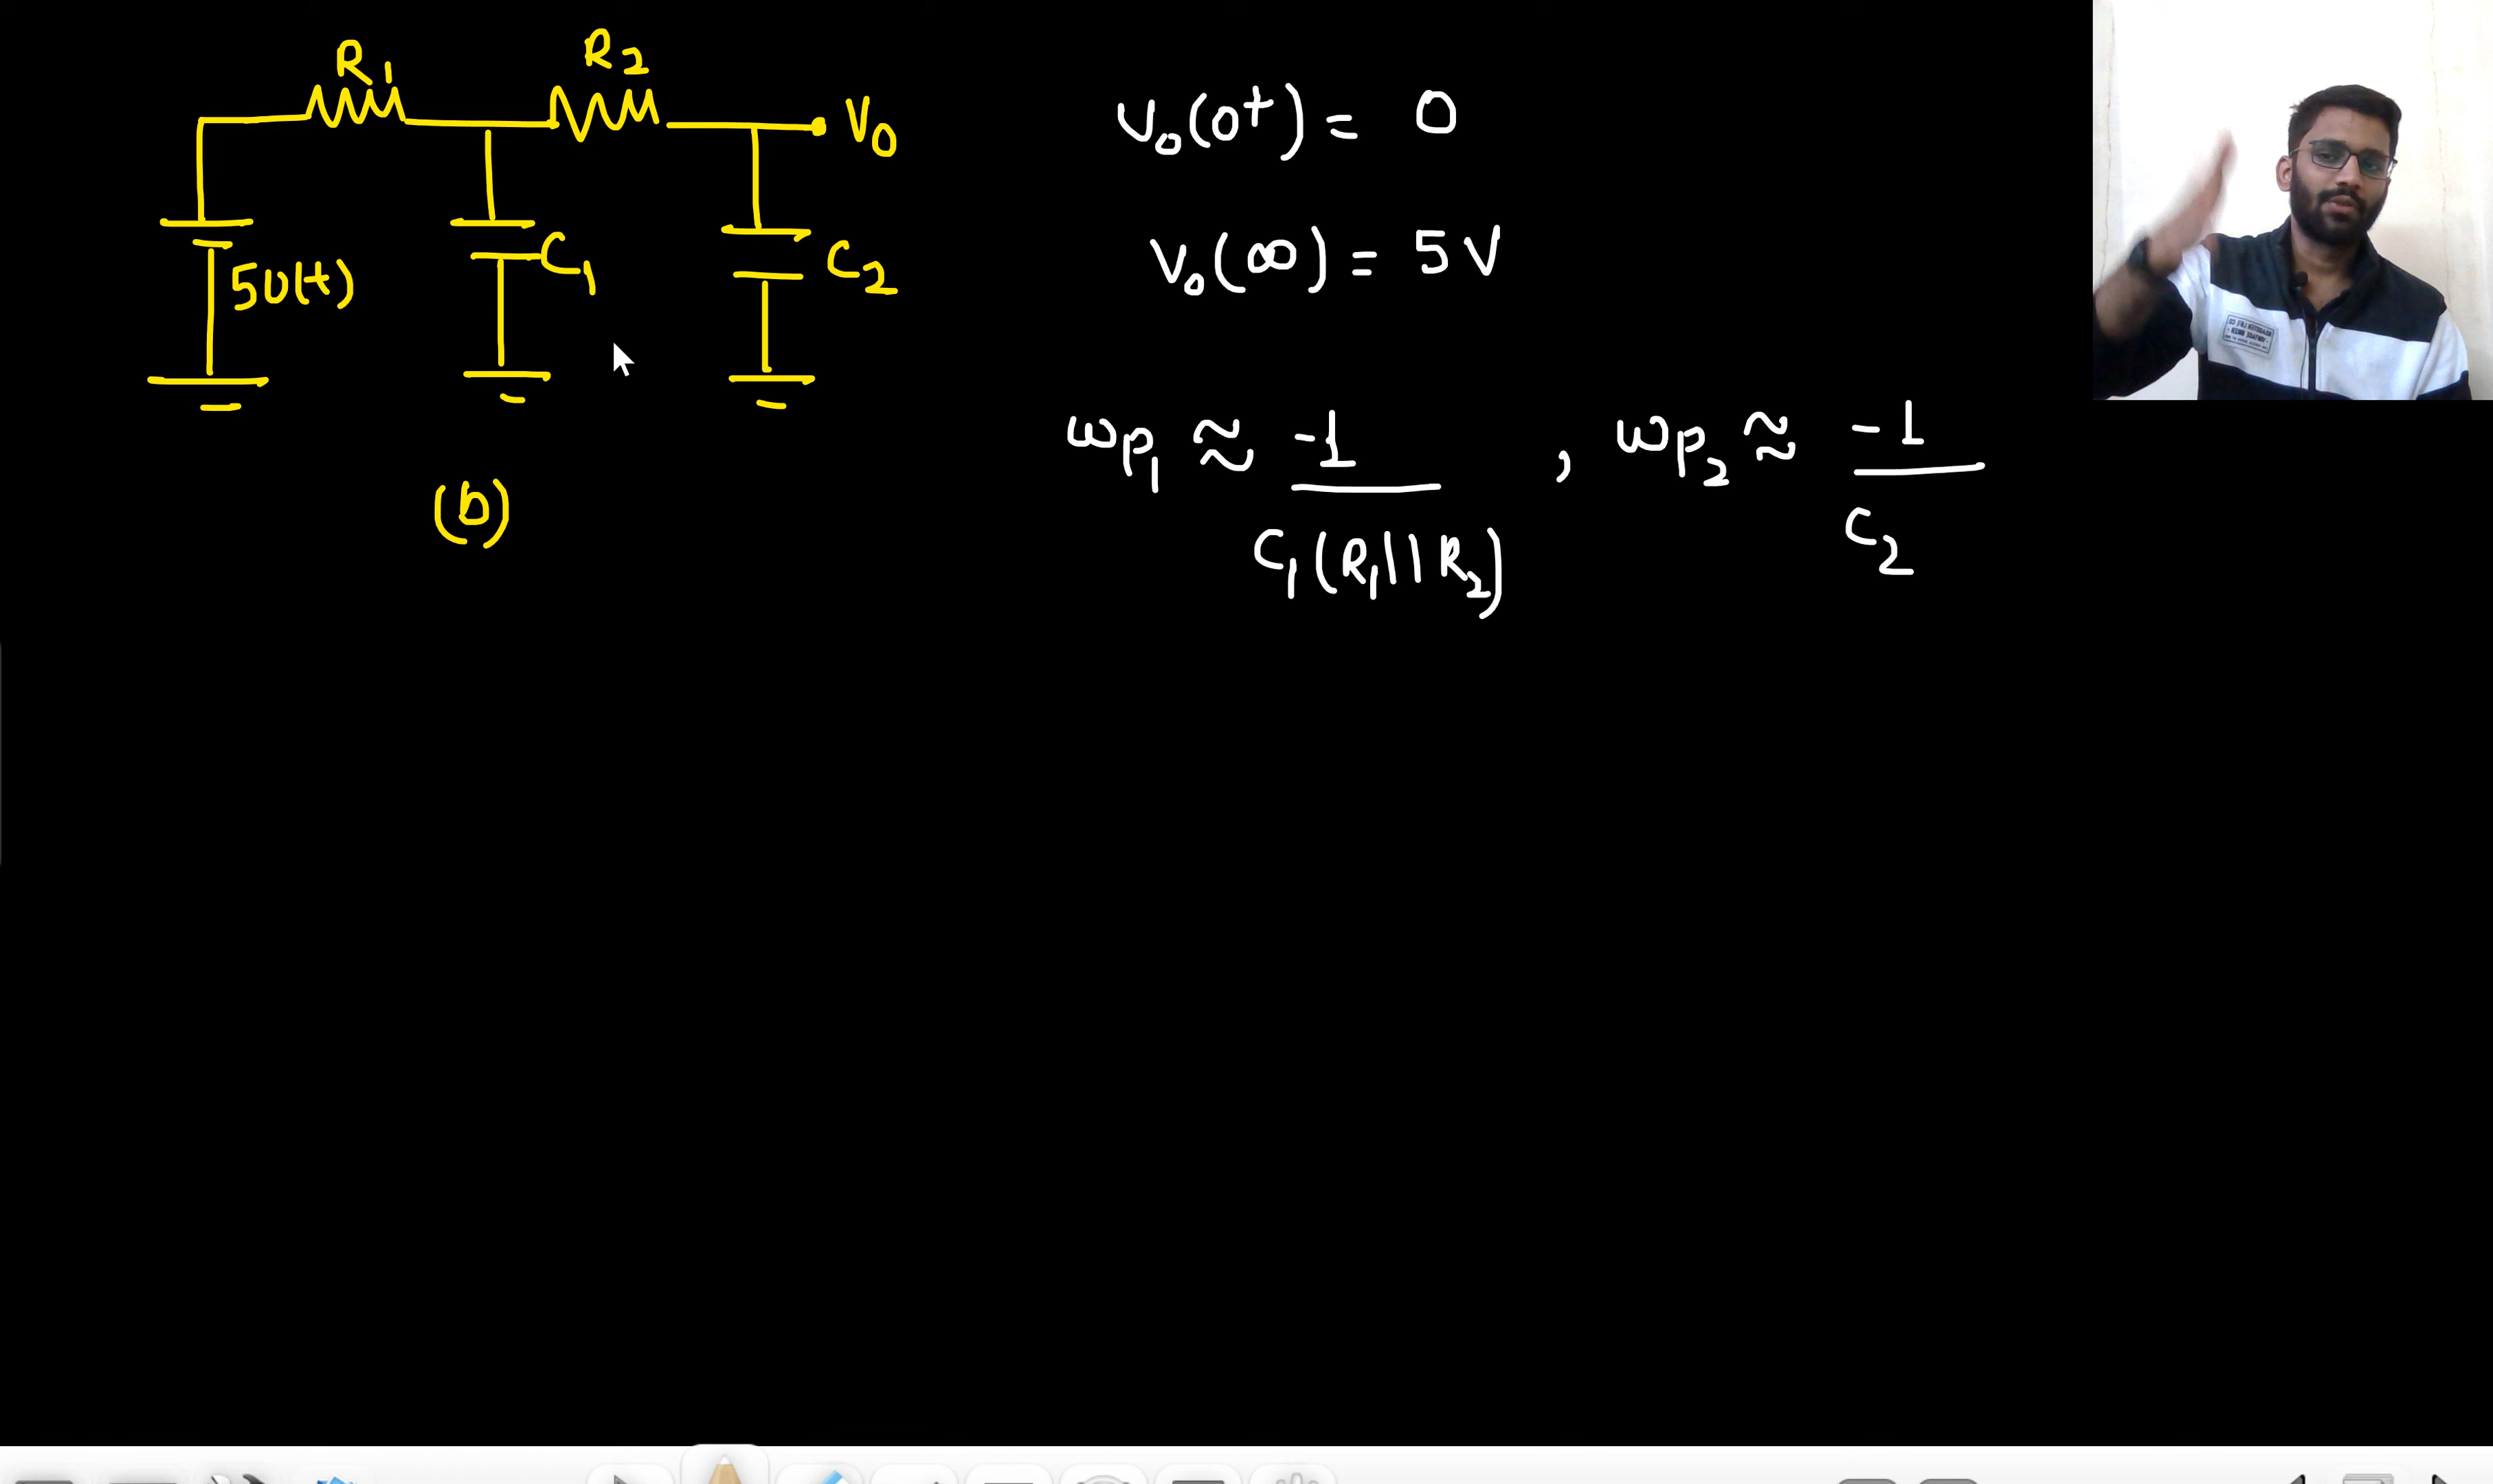 R1 R2
V0
5u(t) C1 C2
(b)
V0(0+) = 0
V0(∞) = 5V
ωp1 ≈ -1/C1(R1||R2) , ωp2 ≈ -1/C2